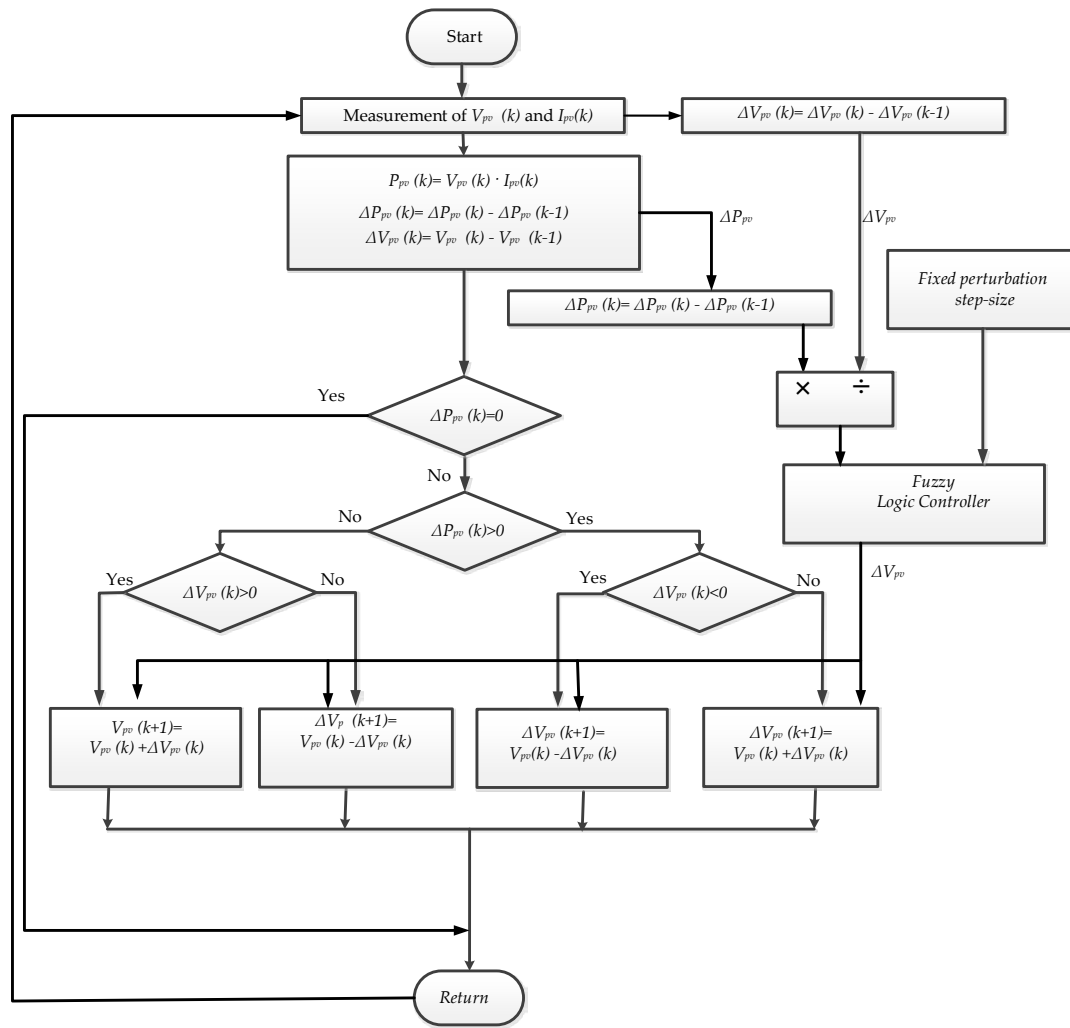 Start
Measurement of Vpv (k) and Ipv(k)
ΔVpv (k)= ΔVpv (k) - ΔVpv (k-1)
Ppv (k)= Vpv (k) · Ipv(k)
ΔPpv (k)= ΔPpv (k) - ΔPpv (k-1)
ΔVpv (k)= Vpv (k) - Vpv (k-1)
ΔPpv
ΔVpv
Fixed perturbation
step-size
ΔPpv (k)= ΔPpv (k) - ΔPpv (k-1)
× ÷
Yes
ΔPpv (k)=0
No
Fuzzy
Logic Controller
No
ΔPpv (k)>0
Yes
ΔVpv
Yes
ΔVpv (k)>0
No
Yes
ΔVpv (k)<0
No
Vpv (k+1)=
Vpv (k) +ΔVpv (k)
ΔVp (k+1)=
Vpv (k) -ΔVpv (k)
ΔVpv (k+1)=
Vpv(k) -ΔVpv (k)
ΔVpv (k+1)=
Vpv (k) +ΔVpv (k)
Return